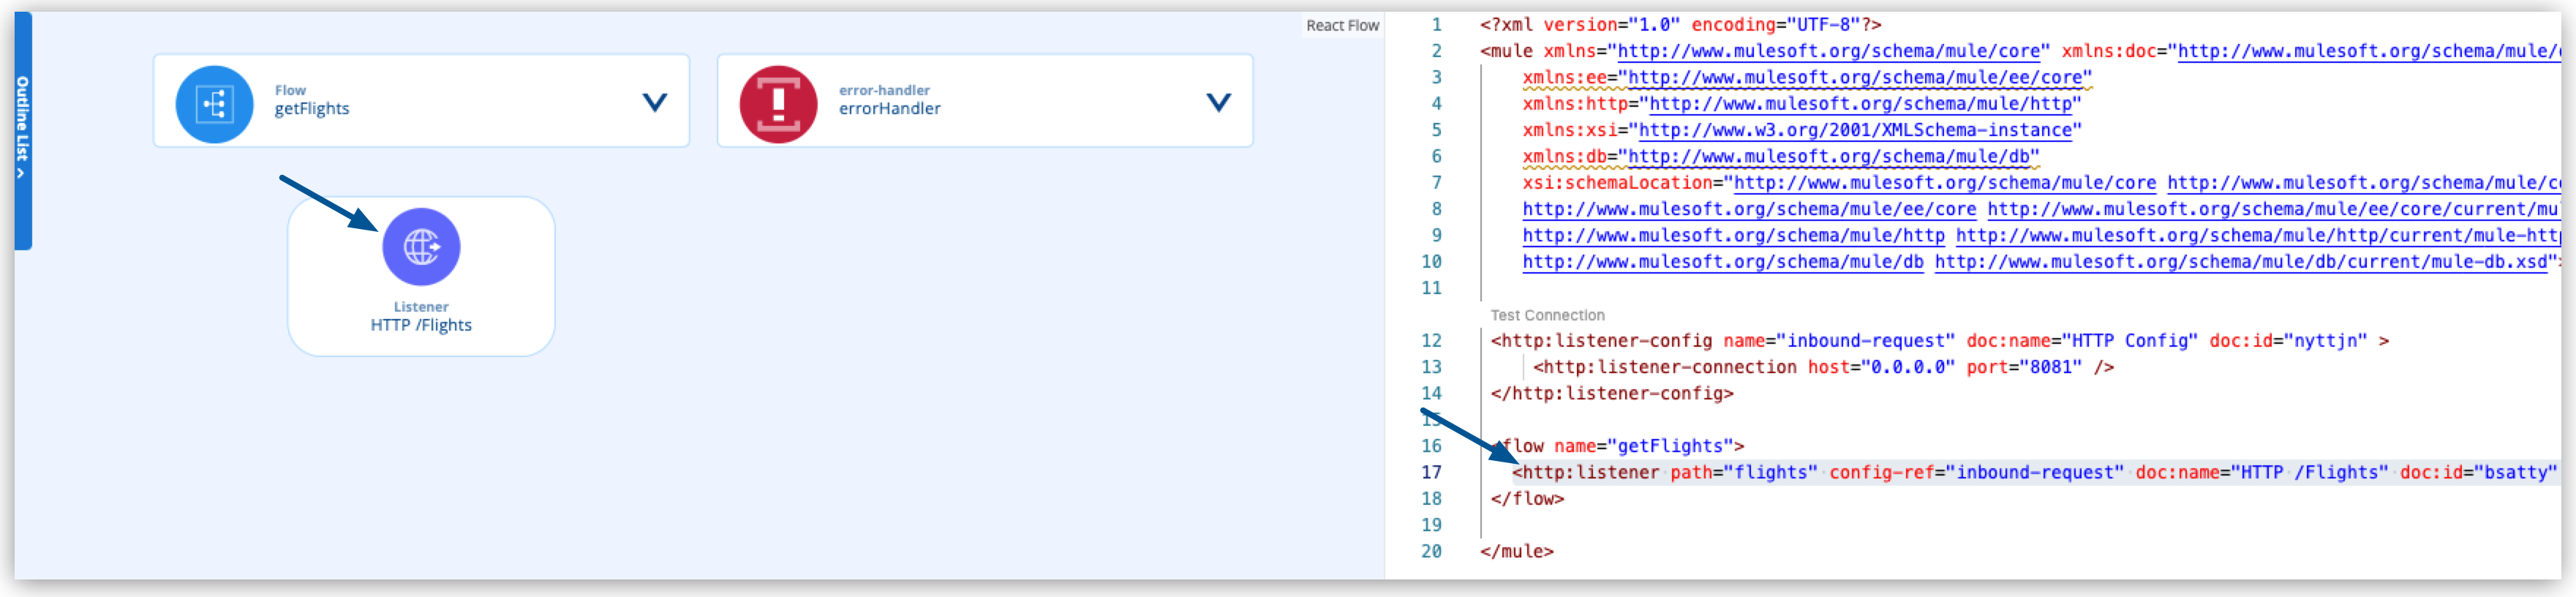 Outline List >
React Flow
Flow
getFlights
error-handler
errorHandler
Listener
HTTP /Flights
1 <?xml version="1.0" encoding="UTF-8"?>
2 <mule xmlns="http://www.mulesoft.org/schema/mule/core" xmlns:doc="http://www.mulesoft.org/schema/mule/
3 xmlns:ee="http://www.mulesoft.org/schema/mule/ee/core"
4 xmlns:http="http://www.mulesoft.org/schema/mule/http"
5 xmlns:xsi="http://www.w3.org/2001/XMLSchema-instance"
6 xmlns:db="http://www.mulesoft.org/schema/mule/db"
7 xsi:schemaLocation="http://www.mulesoft.org/schema/mule/core http://www.mulesoft.org/schema/mule/c
8 http://www.mulesoft.org/schema/mule/ee/core http://www.mulesoft.org/schema/mule/ee/core/current/mu
9 http://www.mulesoft.org/schema/mule/http http://www.mulesoft.org/schema/mule/http/current/mule-htt
10 http://www.mulesoft.org/schema/mule/db http://www.mulesoft.org/schema/mule/db/current/mule-db.xsd">
11
Test Connection
12 <http:listener-config name="inbound-request" doc:name="HTTP Config" doc:id="nyttjn" >
13 <http:listener-connection host="0.0.0.0" port="8081" />
14 </http:listener-config>
15
16 <flow name="getFlights">
17 <http:listener path="flights" config-ref="inbound-request" doc:name="HTTP /Flights" doc:id="bsatty"
18 </flow>
19
20 </mule>